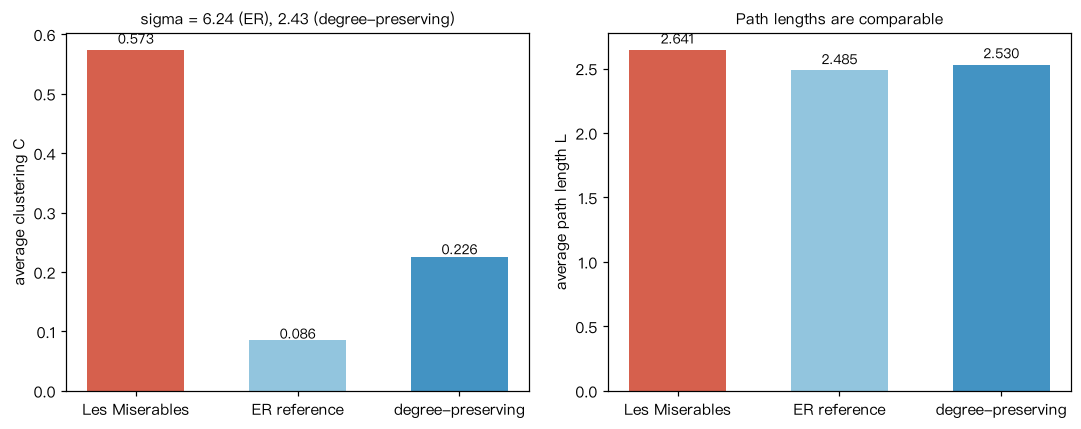 sigma = 6.24 (ER), 2.43 (degree-preserving)
average clustering C
0.6
0.5
0.4
0.3
0.2
0.1
0.0
0.573
0.086
0.226
Les Miserables
ER reference
degree-preserving
Path lengths are comparable
average path length L
2.5
2.0
1.5
1.0
0.5
0.0
2.641
2.485
2.530
Les Miserables
ER reference
degree-preserving